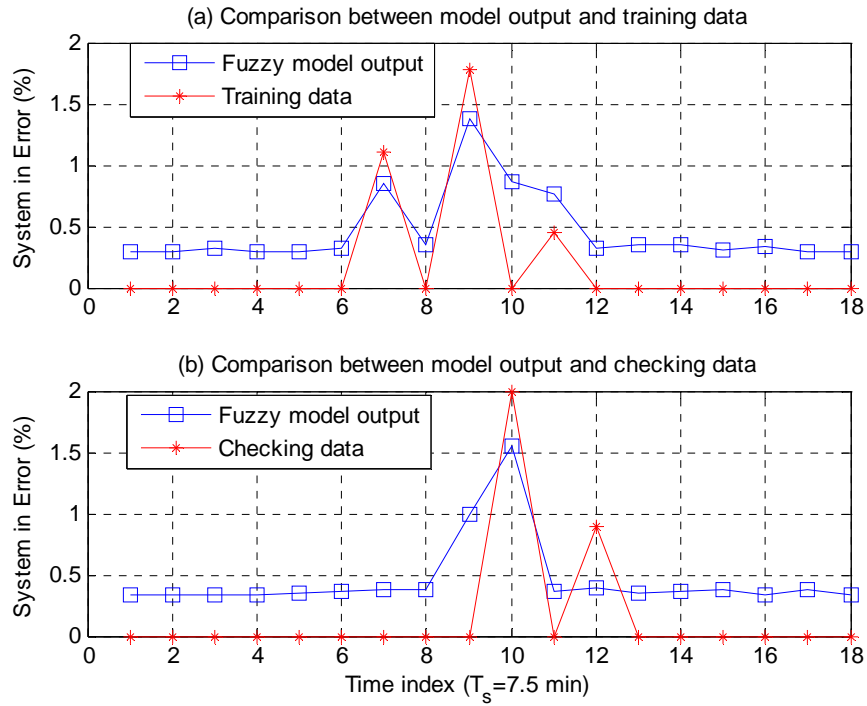 (a) Comparison between model output and training data
System in Error (%)
2
1.5
1
0.5
0
Fuzzy model output
Training data
0 2 4 6 8 10 12 14 16 18
(b) Comparison between model output and checking data
System in Error (%)
2
1.5
1
0.5
0
Fuzzy model output
Checking data
0 2 4 6 8 10 12 14 16 18
Time index (Ts=7.5 min)